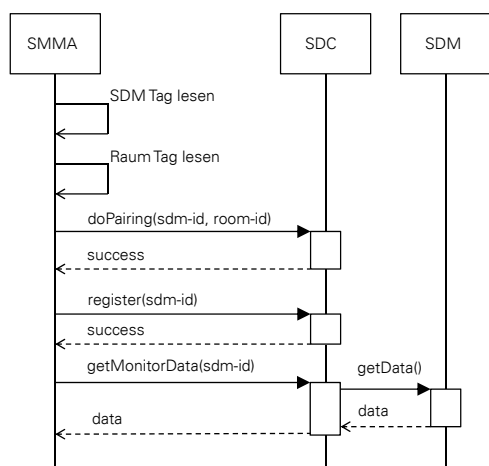 SMMA
SDC
SDM
SDM Tag lesen
Raum Tag lesen
doPairing(sdm-id, room-id)
success
register(sdm-id)
success
getMonitorData(sdm-id)
getData()
data
data